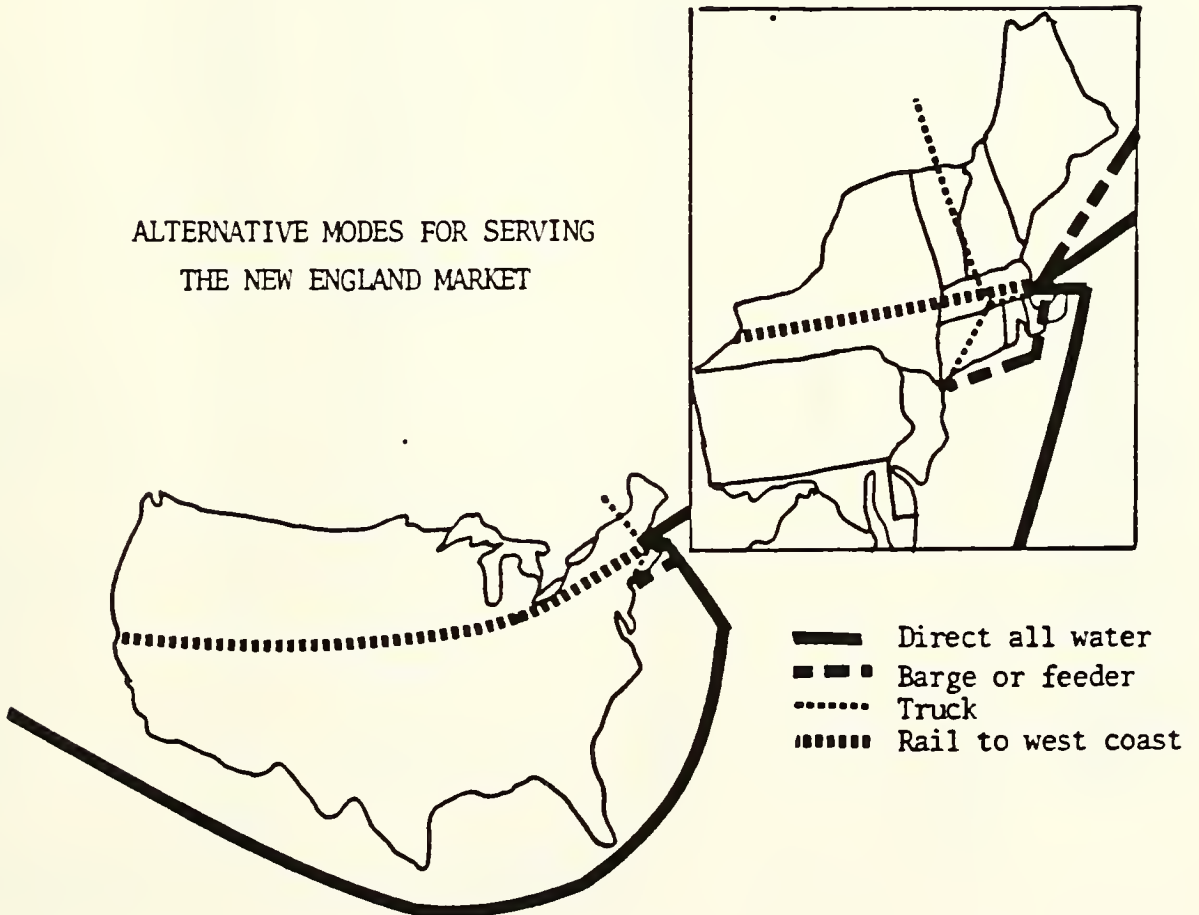 ALTERNATIVE MODES FOR SERVING
THE NEW ENGLAND MARKET
Direct all water
Barge or feeder
Truck
Rail to west coast